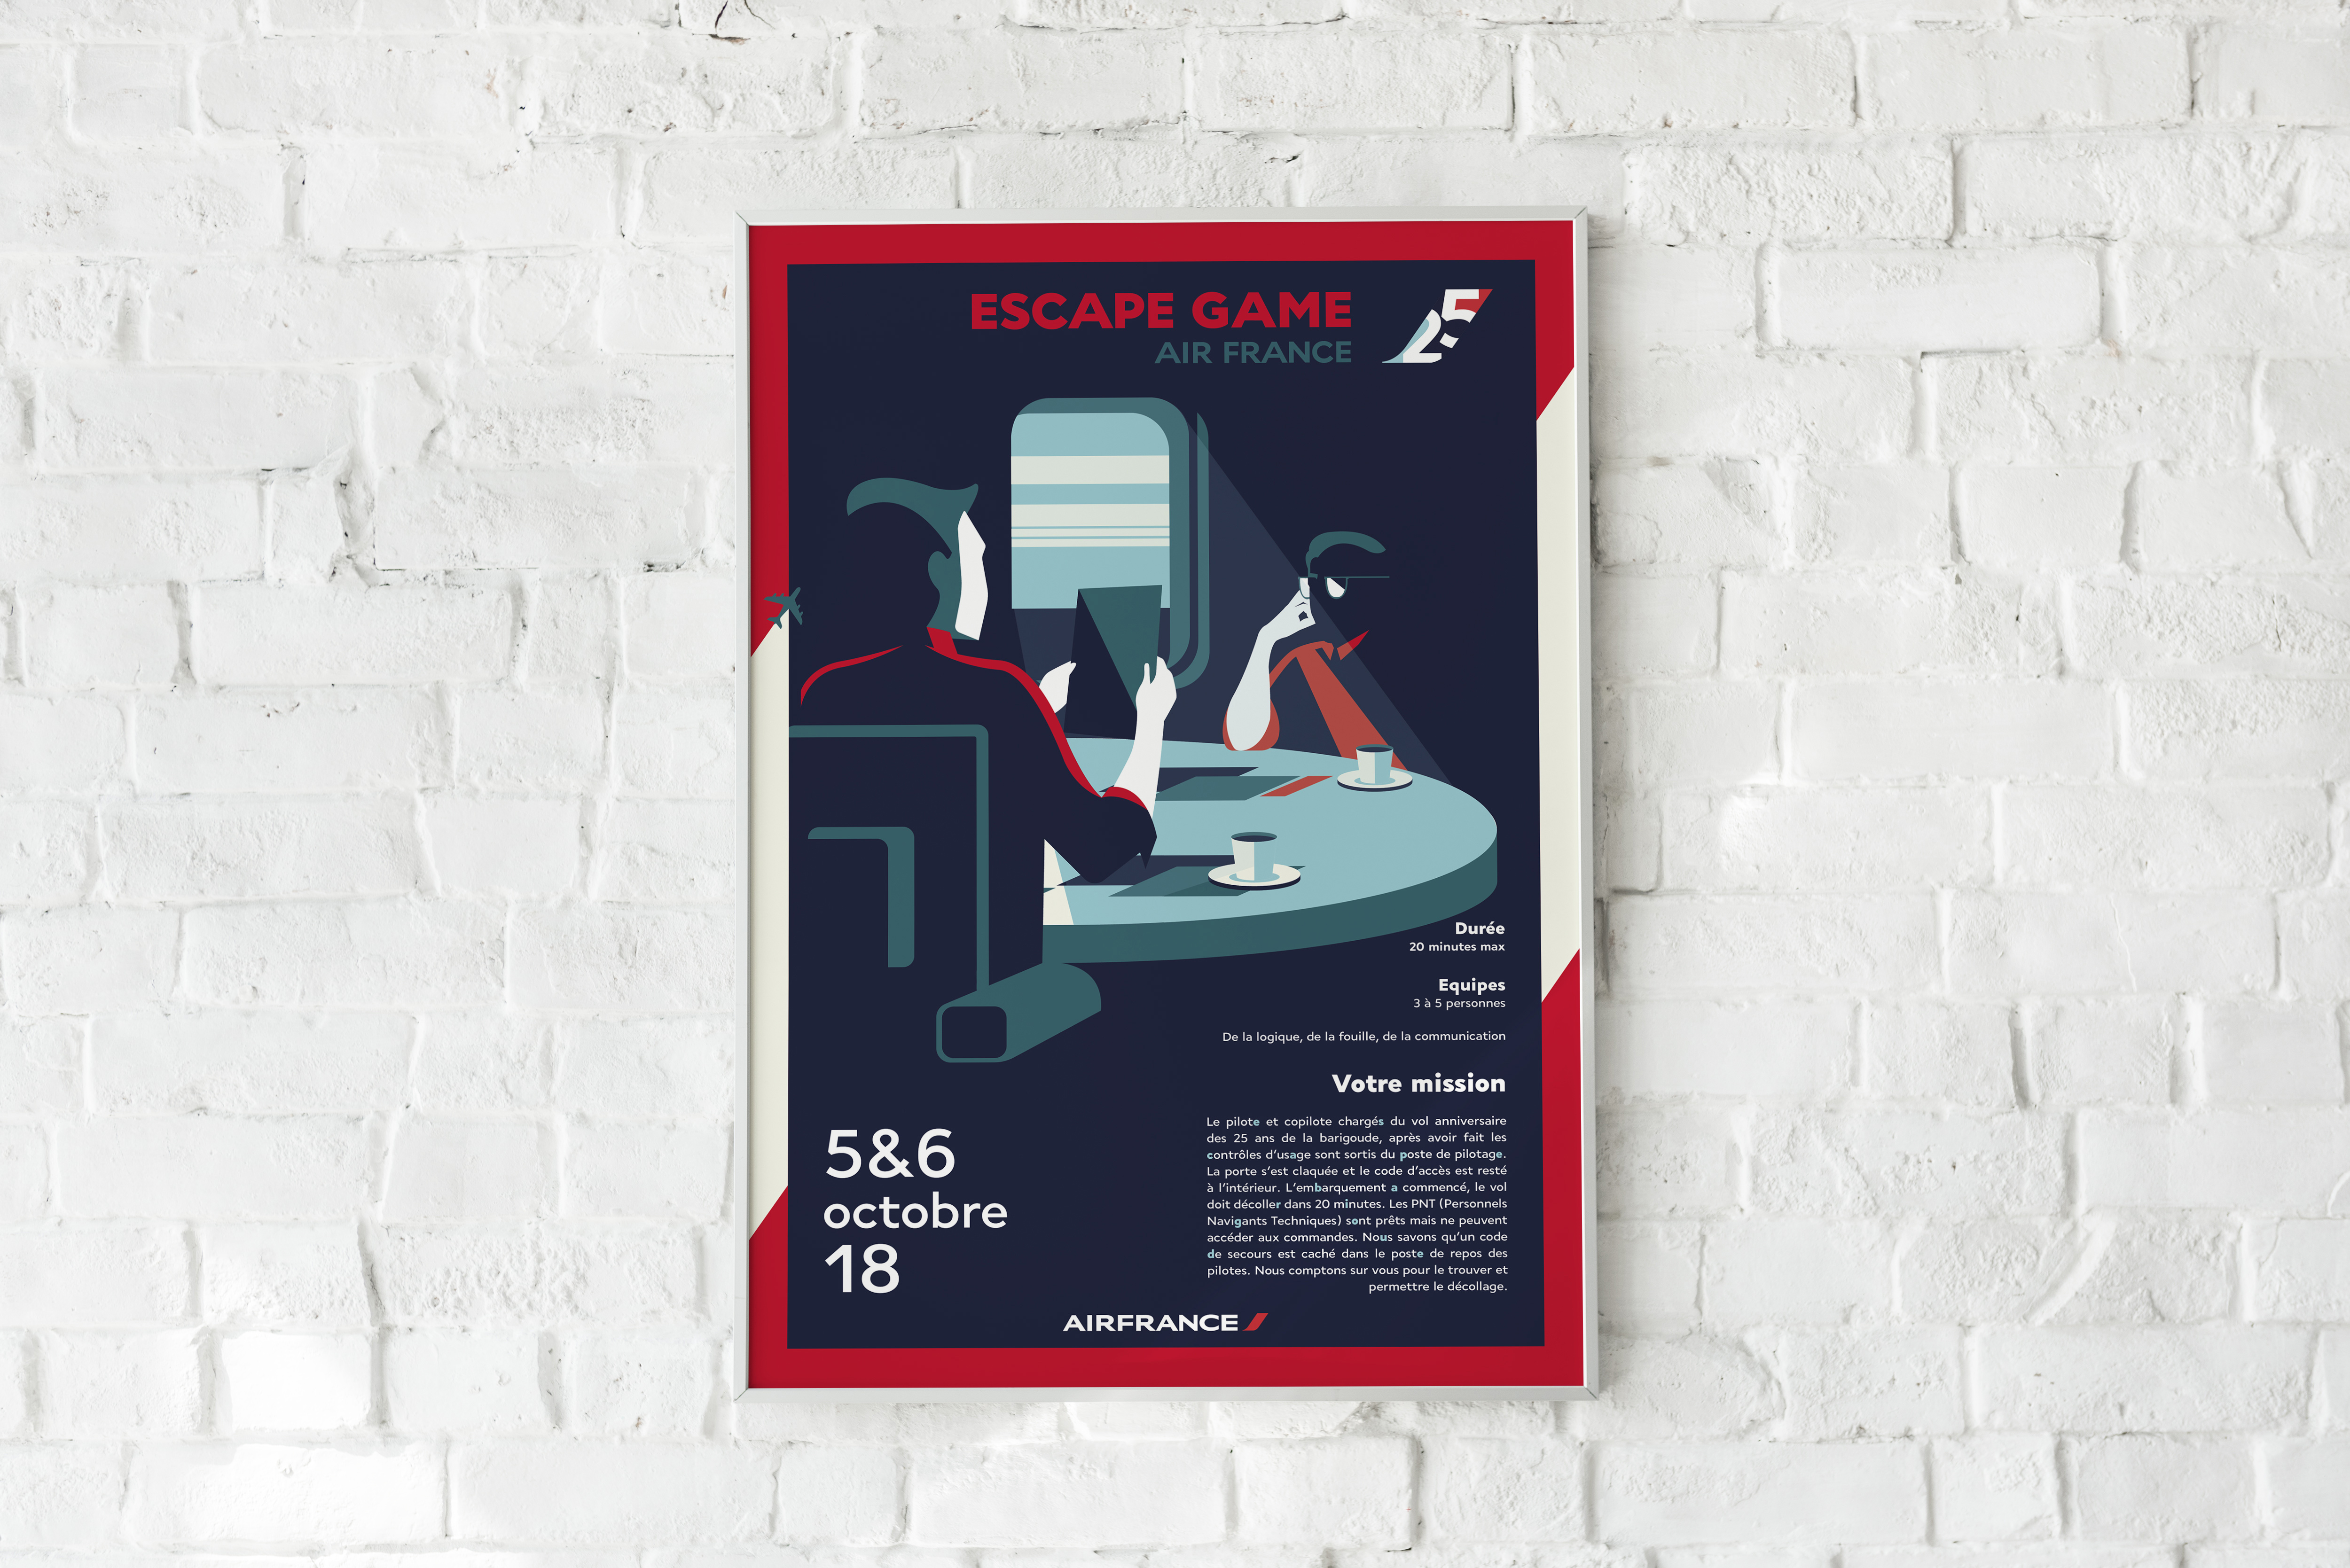 ESCAPE GAME
AIR FRANCE
25
Durée
20 minutes max
Equipes
3 à 5 personnes
De la logique, de la fouille, de la communication
Votre mission
Le pilote et copilote chargés du vol anniversaire
des 25 ans de la barigoude, après avoir fait les
contrôles d'usage sont sortis du poste de pilotage.
La porte s'est claquée et le code d'accès est resté
à l'intérieur. L'embarquement a commencé, le vol
doit décoller dans 20 minutes. Les PNT (Personnels
Navigants Techniques) sont prêts mais ne peuvent
accéder aux commandes. Nous savons qu'un code
de secours est caché dans le poste de repos des
pilotes. Nous comptons sur vous pour le trouver et
permettre le décollage.
5&6
octobre
18
AIRFRANCE